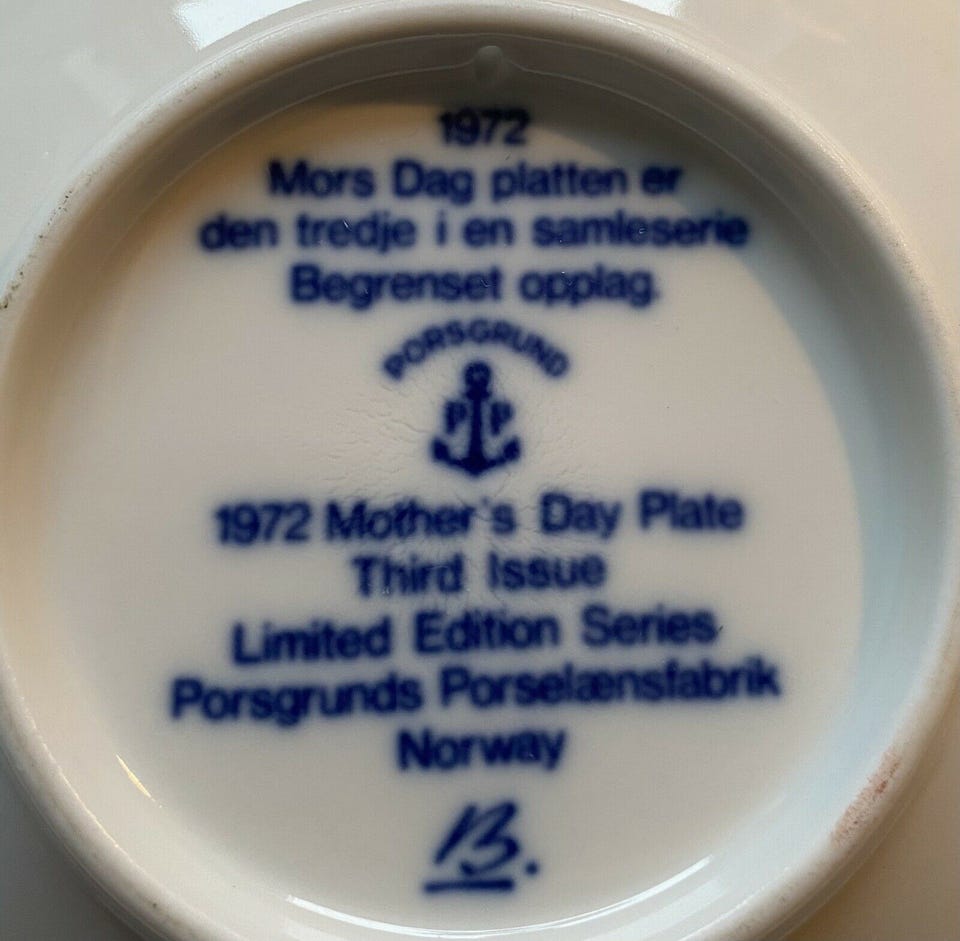 1972
Mors Dag platten er
den tredje i en samleserie
Begrenset opplag.
PORSGRUND
P P
1972 Mother's Day Plate
Third Issue
Limited Edition Series
Porsgrunds Porselænsfabrik
Norway
B.